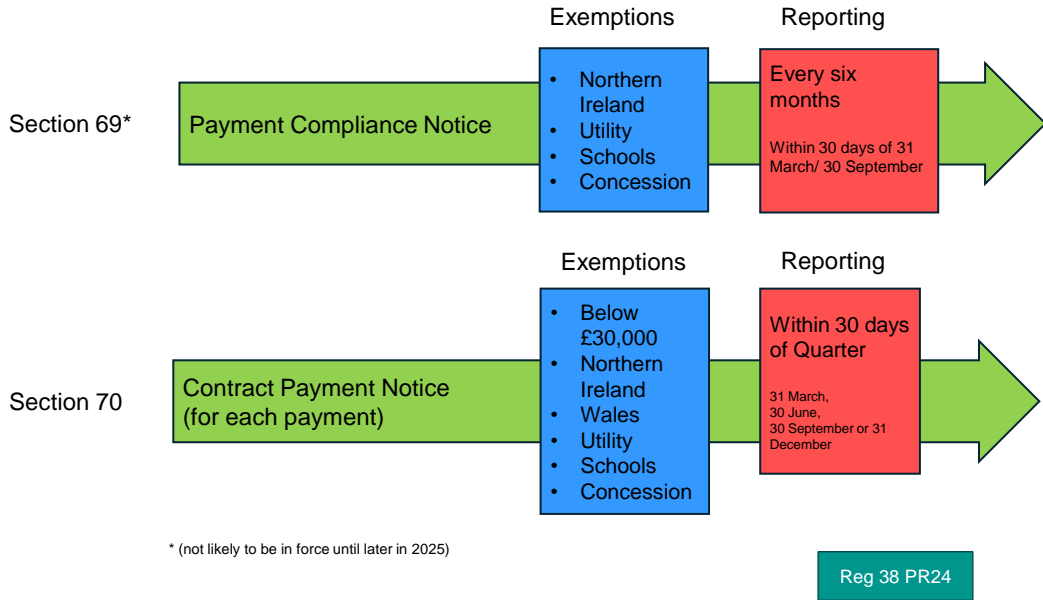 Exemptions
Reporting
Section 69*
Payment Compliance Notice
• Northern
Ireland
• Utility
• Schools
• Concession
Every six
months
Within 30 days of 31
March/ 30 September
Exemptions
Reporting
Section 70
Contract Payment Notice
(for each payment)
• Below
£30,000
• Northern
Ireland
• Wales
• Utility
• Schools
• Concession
Within 30 days
of Quarter
31 March,
30 June,
30 September or 31
December
* (not likely to be in force until later in 2025)
Reg 38 PR24